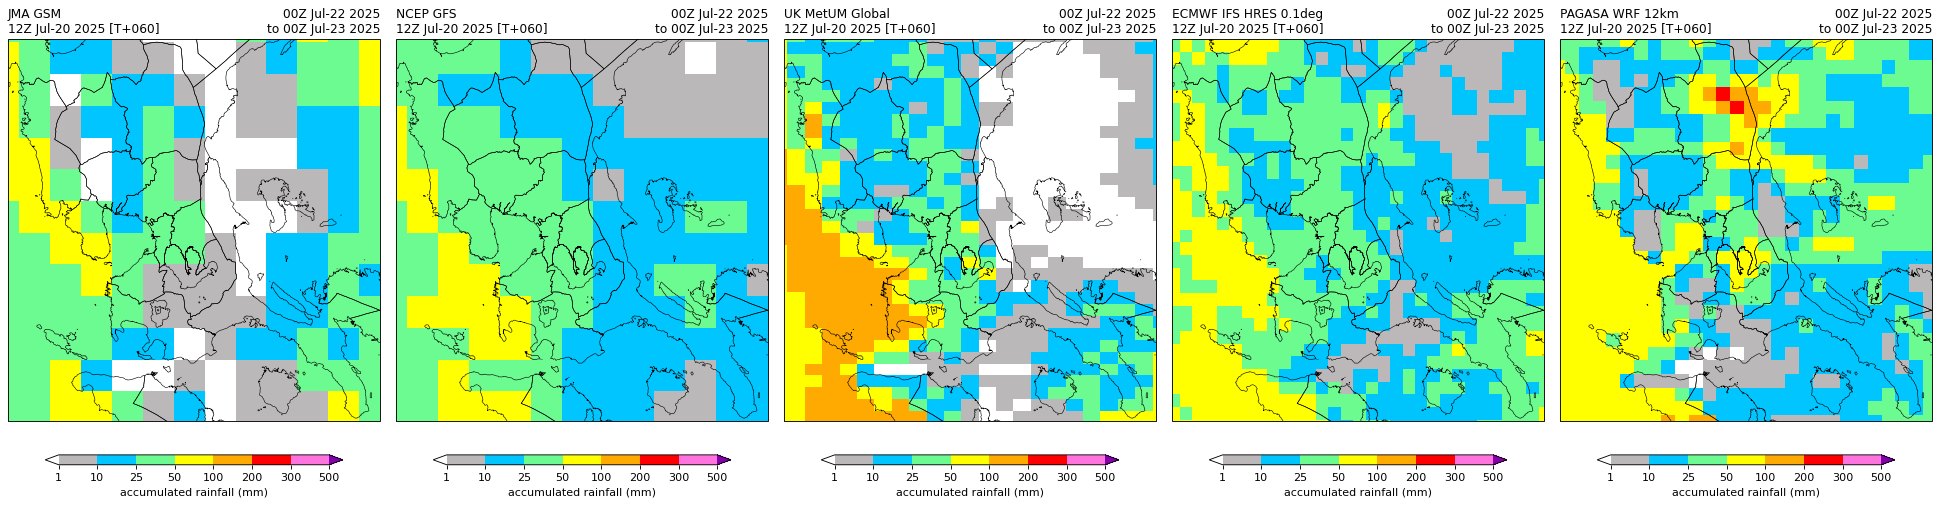 JMA GSM 00Z Jul-22 2025
12Z Jul-20 2025 [T+060] to 00Z Jul-23 2025
1 10 25 50 100 200 300 500
accumulated rainfall (mm)
NCEP GFS 00Z Jul-22 2025
12Z Jul-20 2025 [T+060] to 00Z Jul-23 2025
1 10 25 50 100 200 300 500
accumulated rainfall (mm)
UK MetUM Global 00Z Jul-22 2025
12Z Jul-20 2025 [T+060] to 00Z Jul-23 2025
1 10 25 50 100 200 300 500
accumulated rainfall (mm)
ECMWF IFS HRES 0.1deg 00Z Jul-22 2025
12Z Jul-20 2025 [T+060] to 00Z Jul-23 2025
1 10 25 50 100 200 300 500
accumulated rainfall (mm)
PAGASA WRF 12km 00Z Jul-22 2025
12Z Jul-20 2025 [T+060] to 00Z Jul-23 2025
1 10 25 50 100 200 300 500
accumulated rainfall (mm)